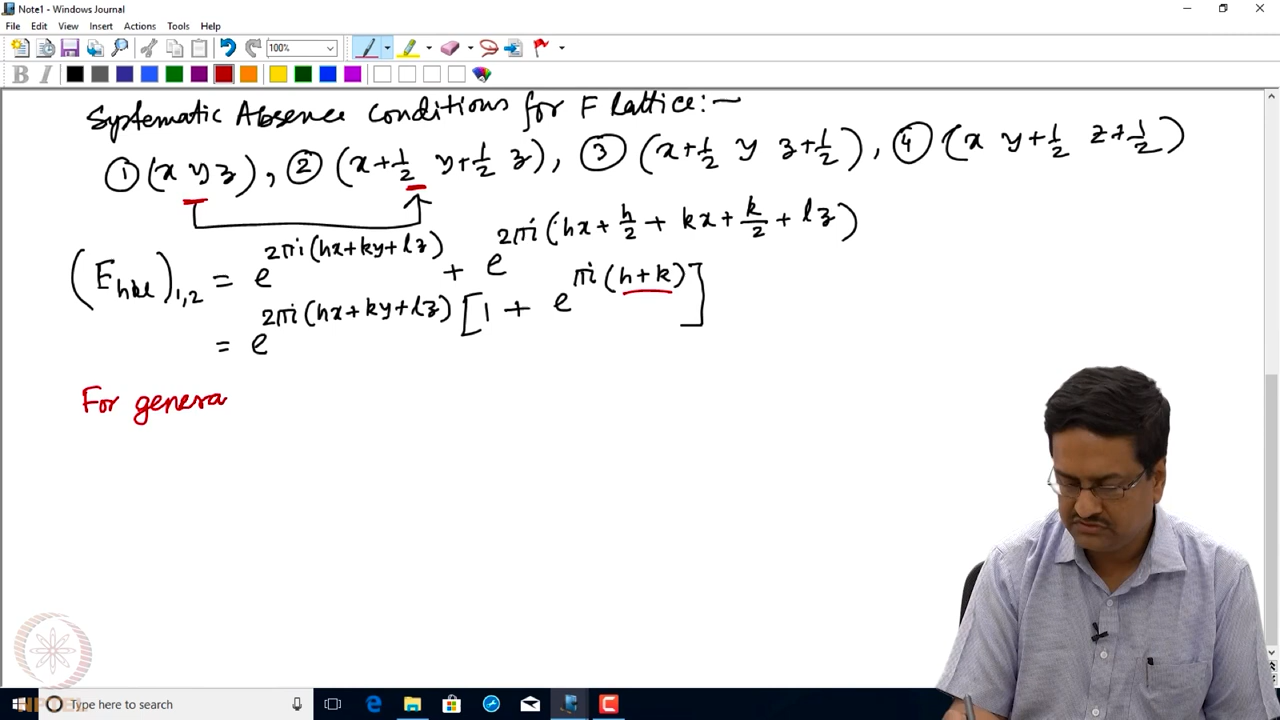 Note1 - Windows Journal
File Edit View Insert Actions Tools Help
100%
B I
Systematic Absence Conditions for F lattice:~
① (x y z), ② (x+1/2 y+1/2 z), ③ (x+1/2 y z+1/2), ④ (x y+1/2 z+1/2)
(E_hkl)_1,2 = e^2πi(hx+ky+lz) + e^2πi(hx+h/2+kx+k/2+lz)
= e^2πi(hx+ky+lz) [1 + e^πi(h+k)]
For genera
Type here to search